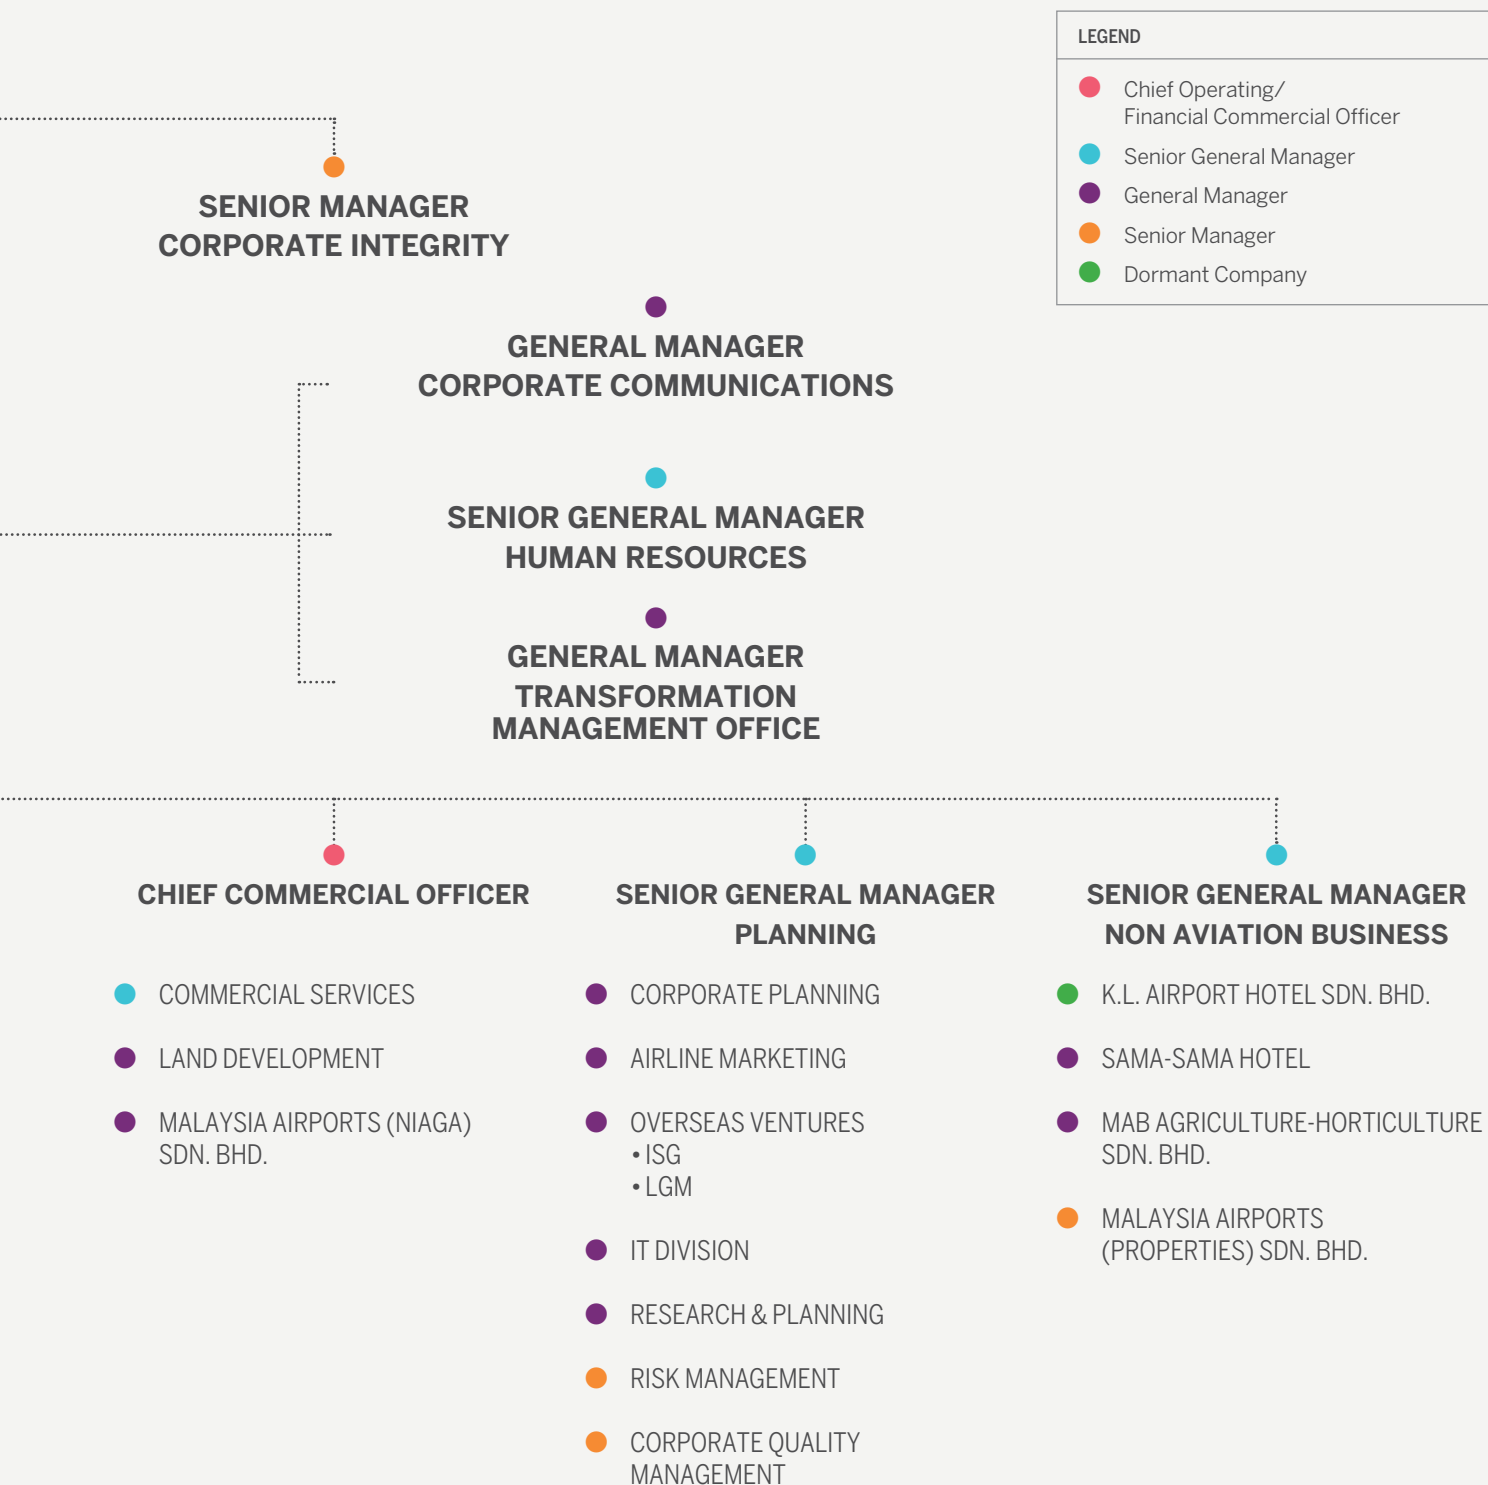 LEGEND
Chief Operating/
Financial Commercial Officer
Senior General Manager
General Manager
Senior Manager
Dormant Company
SENIOR MANAGER
CORPORATE INTEGRITY
GENERAL MANAGER
CORPORATE COMMUNICATIONS
SENIOR GENERAL MANAGER
HUMAN RESOURCES
GENERAL MANAGER
TRANSFORMATION
MANAGEMENT OFFICE
CHIEF COMMERCIAL OFFICER
COMMERCIAL SERVICES
LAND DEVELOPMENT
MALAYSIA AIRPORTS (NIAGA)
SDN. BHD.
SENIOR GENERAL MANAGER
PLANNING
CORPORATE PLANNING
AIRLINE MARKETING
OVERSEAS VENTURES
• ISG
• LGM
IT DIVISION
RESEARCH & PLANNING
RISK MANAGEMENT
CORPORATE QUALITY
MANAGEMENT
SENIOR GENERAL MANAGER
NON AVIATION BUSINESS
K.L. AIRPORT HOTEL SDN. BHD.
SAMA-SAMA HOTEL
MAB AGRICULTURE-HORTICULTURE
SDN. BHD.
MALAYSIA AIRPORTS
(PROPERTIES) SDN. BHD.